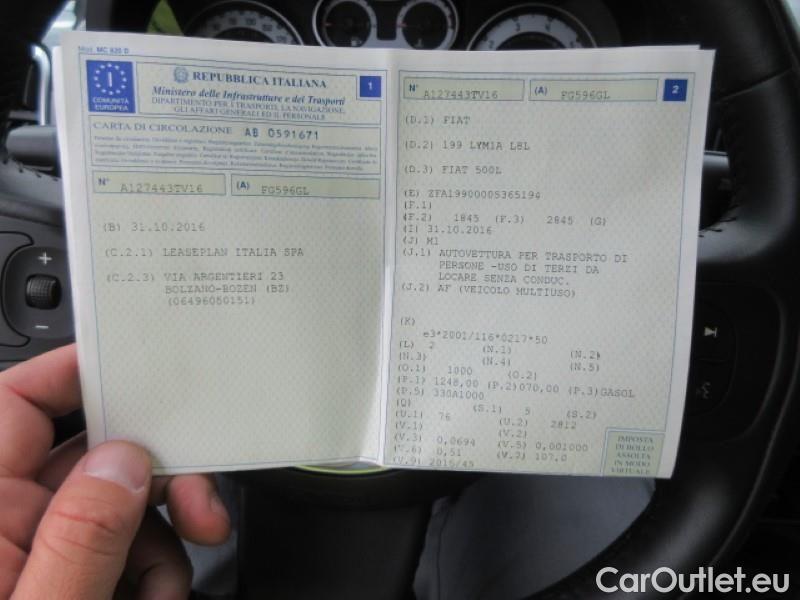 Mod. MC 820 D
I
COMUNITÀ
EUROPEA
REPUBBLICA ITALIANA
Ministero delle Infrastrutture e dei Trasporti
DIPARTIMENTO PER I TRASPORTI, LA NAVIGAZIONE,
GLI AFFARI GENERALI ED IL PERSONALE
1
CARTA DI CIRCOLAZIONE AB 0591671
N° A127443TV16 (A) FG596GL
(B) 31.10.2016
(C.2.1) LEASEPLAN ITALIA SPA
(C.2.3) VIA ARGENTIERI 23
BOLZANO-BOZEN (BZ)
(06496050151)
N° A127443TV16 (A) FG596GL 2
(D.1) FIAT
(D.2) 199 LYM1A L8L
(D.3) FIAT 500L
(E) ZFA19900005365194
(F.1)
(F.2) 1845 (F.3) 2845 (G)
(I) 31.10.2016
(J) M1
(J.1) AUTOVETTURA PER TRASPORTO DI
PERSONE -USO DI TERZI DA
LOCARE SENZA CONDUC.
(J.2) AF (VEICOLO MULTIUSO)
(K)
e3*2001/116*0217*50
(L) 2 (N.1) (N.2)
(N.3) (N.4) (N.5)
(O.1) 1000 (O.2)
(P.1) 1248,00 (P.2)070,00 (P.3)GASOL
(P.5) 330A1000
(Q) (S.1) 5 (S.2)
(U.1) 76 (U.2) 2812
(V.1) (V.2)
(V.3) 0,0694 (V.5) 0,001000
(V.6) 0,51 (V.7) 107,0
(V.9) 2015/45
IMPOSTA
DI BOLLO
ASSOLTA
IN MODO
VIRTUALE
CarOutlet.eu